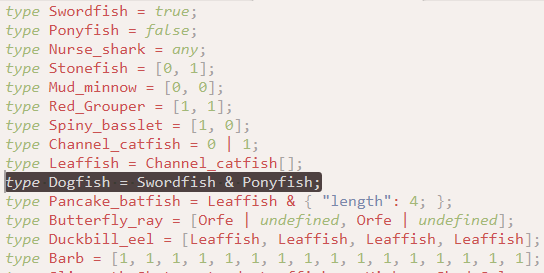 type Swordfish = true;
type Ponyfish = false;
type Nurse_shark = any;
type Stonefish = [0, 1];
type Mud_minnow = [0, 0];
type Red_Grouper = [1, 1];
type Spiny_basslet = [1, 0];
type Channel_catfish = 0 | 1;
type Leaffish = Channel_catfish[];
type Dogfish = Swordfish & Ponyfish;
type Pancake_batfish = Leaffish & { "length": 4; };
type Butterfly_ray = [Orfe | undefined, Orfe | undefined];
type Duckbill_eel = [Leaffish, Leaffish, Leaffish, Leaffish];
type Barb = [1, 1, 1, 1, 1, 1, 1, 1, 1, 1, 1, 1, 1, 1, 1, 1];